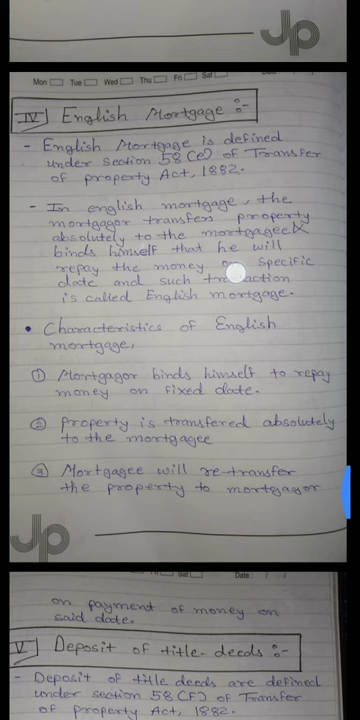 Jp
Mon Tue Wed Thu Fri Sat
IV English Mortgage :-
- English Mortgage is defined
under section 58(e) of Transfer
of property Act, 1882.
- In english mortgage, the
mortgagor transfers property
absolutely to the mortgagee &
binds himself that he will
repay the money on specific
date and such transaction
is called English mortgage.
• Characteristics of English
mortgage,
① Mortgagor binds himself to repay
money on fixed date.
② property is transfered absolutely
to the mortgagee
③ Mortgagee will re-transfer
the property to mortgagor
Jp
Sat Date : / /
on payment of money on
said date.
V Deposit of title deeds :-
- Deposit of title deeds are defined
under section 58(F) of Transfer
of property Act, 1882.